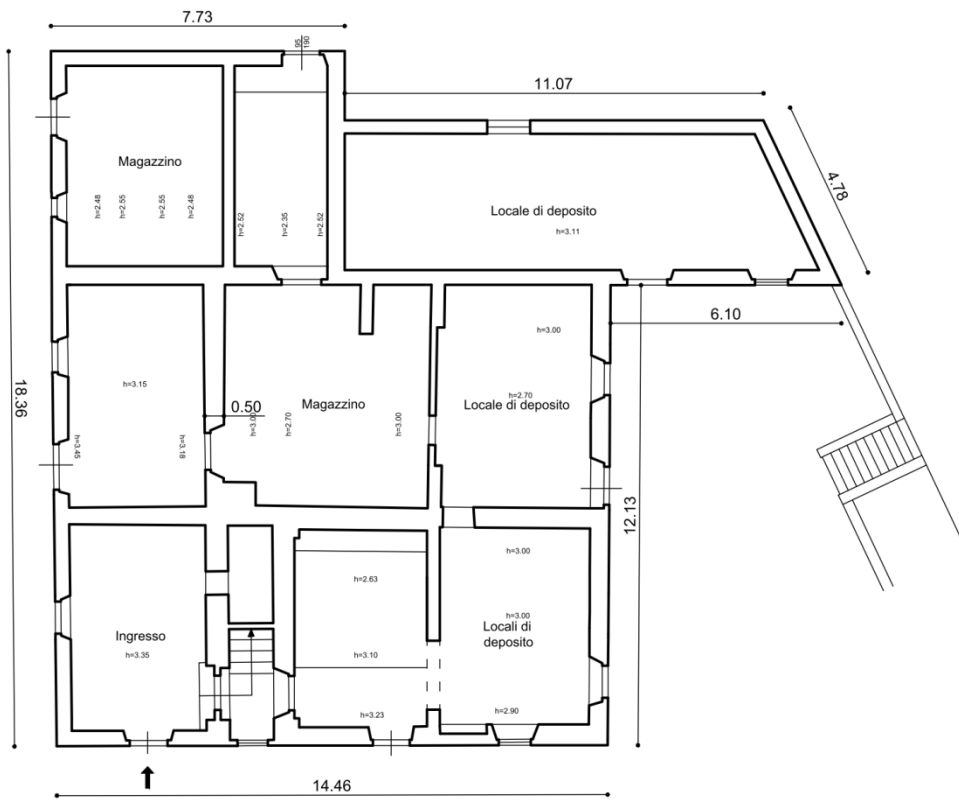 7.73
95
190
11.07
4.78
Magazzino
h=2.48
h=2.55
h=2.55
h=2.48
h=2.52
h=2.35
h=2.52
Locale di deposito
h=3.11
6.10
18.36
h=3.15
h=3.45
h=3.18
0.50
Magazzino
h=3.00
h=2.70
h=3.00
h=3.00
h=2.70
Locale di deposito
12.13
Ingresso
h=3.35
h=2.63
h=3.10
h=3.23
h=3.00
h=3.00
Locali di
deposito
h=2.90
14.46